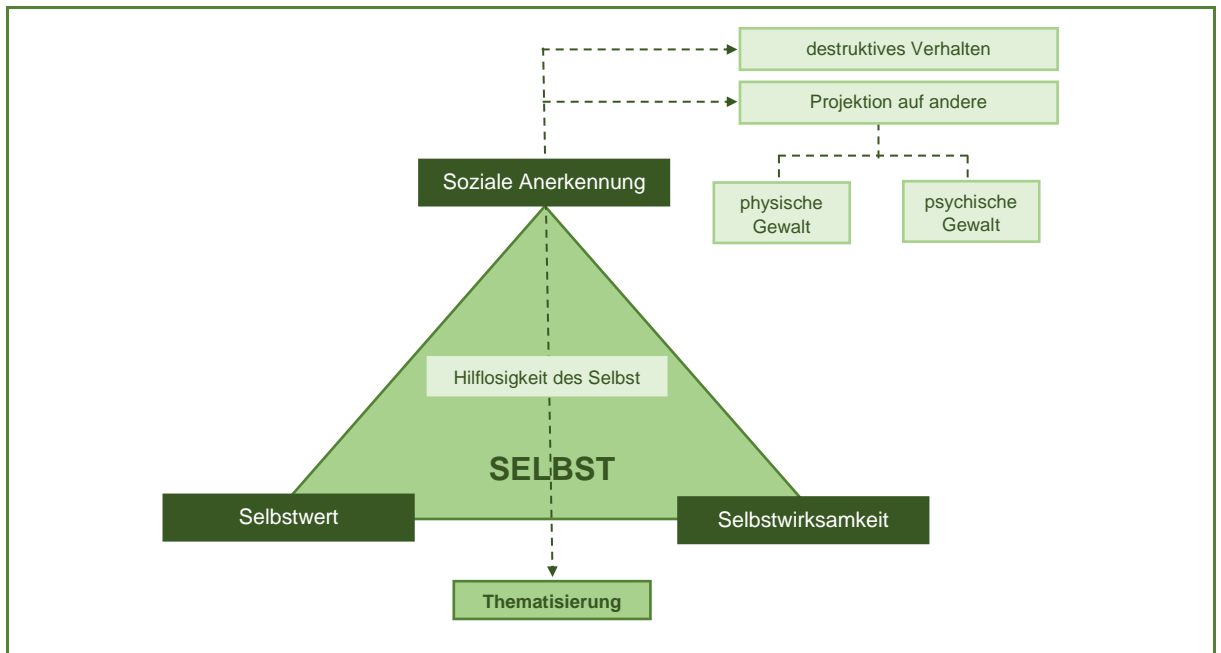 destruktives Verhalten
Projektion auf andere
Soziale Anerkennung
physische
Gewalt
psychische
Gewalt
Hilflosigkeit des Selbst
SELBST
Selbstwert
Selbstwirksamkeit
Thematisierung